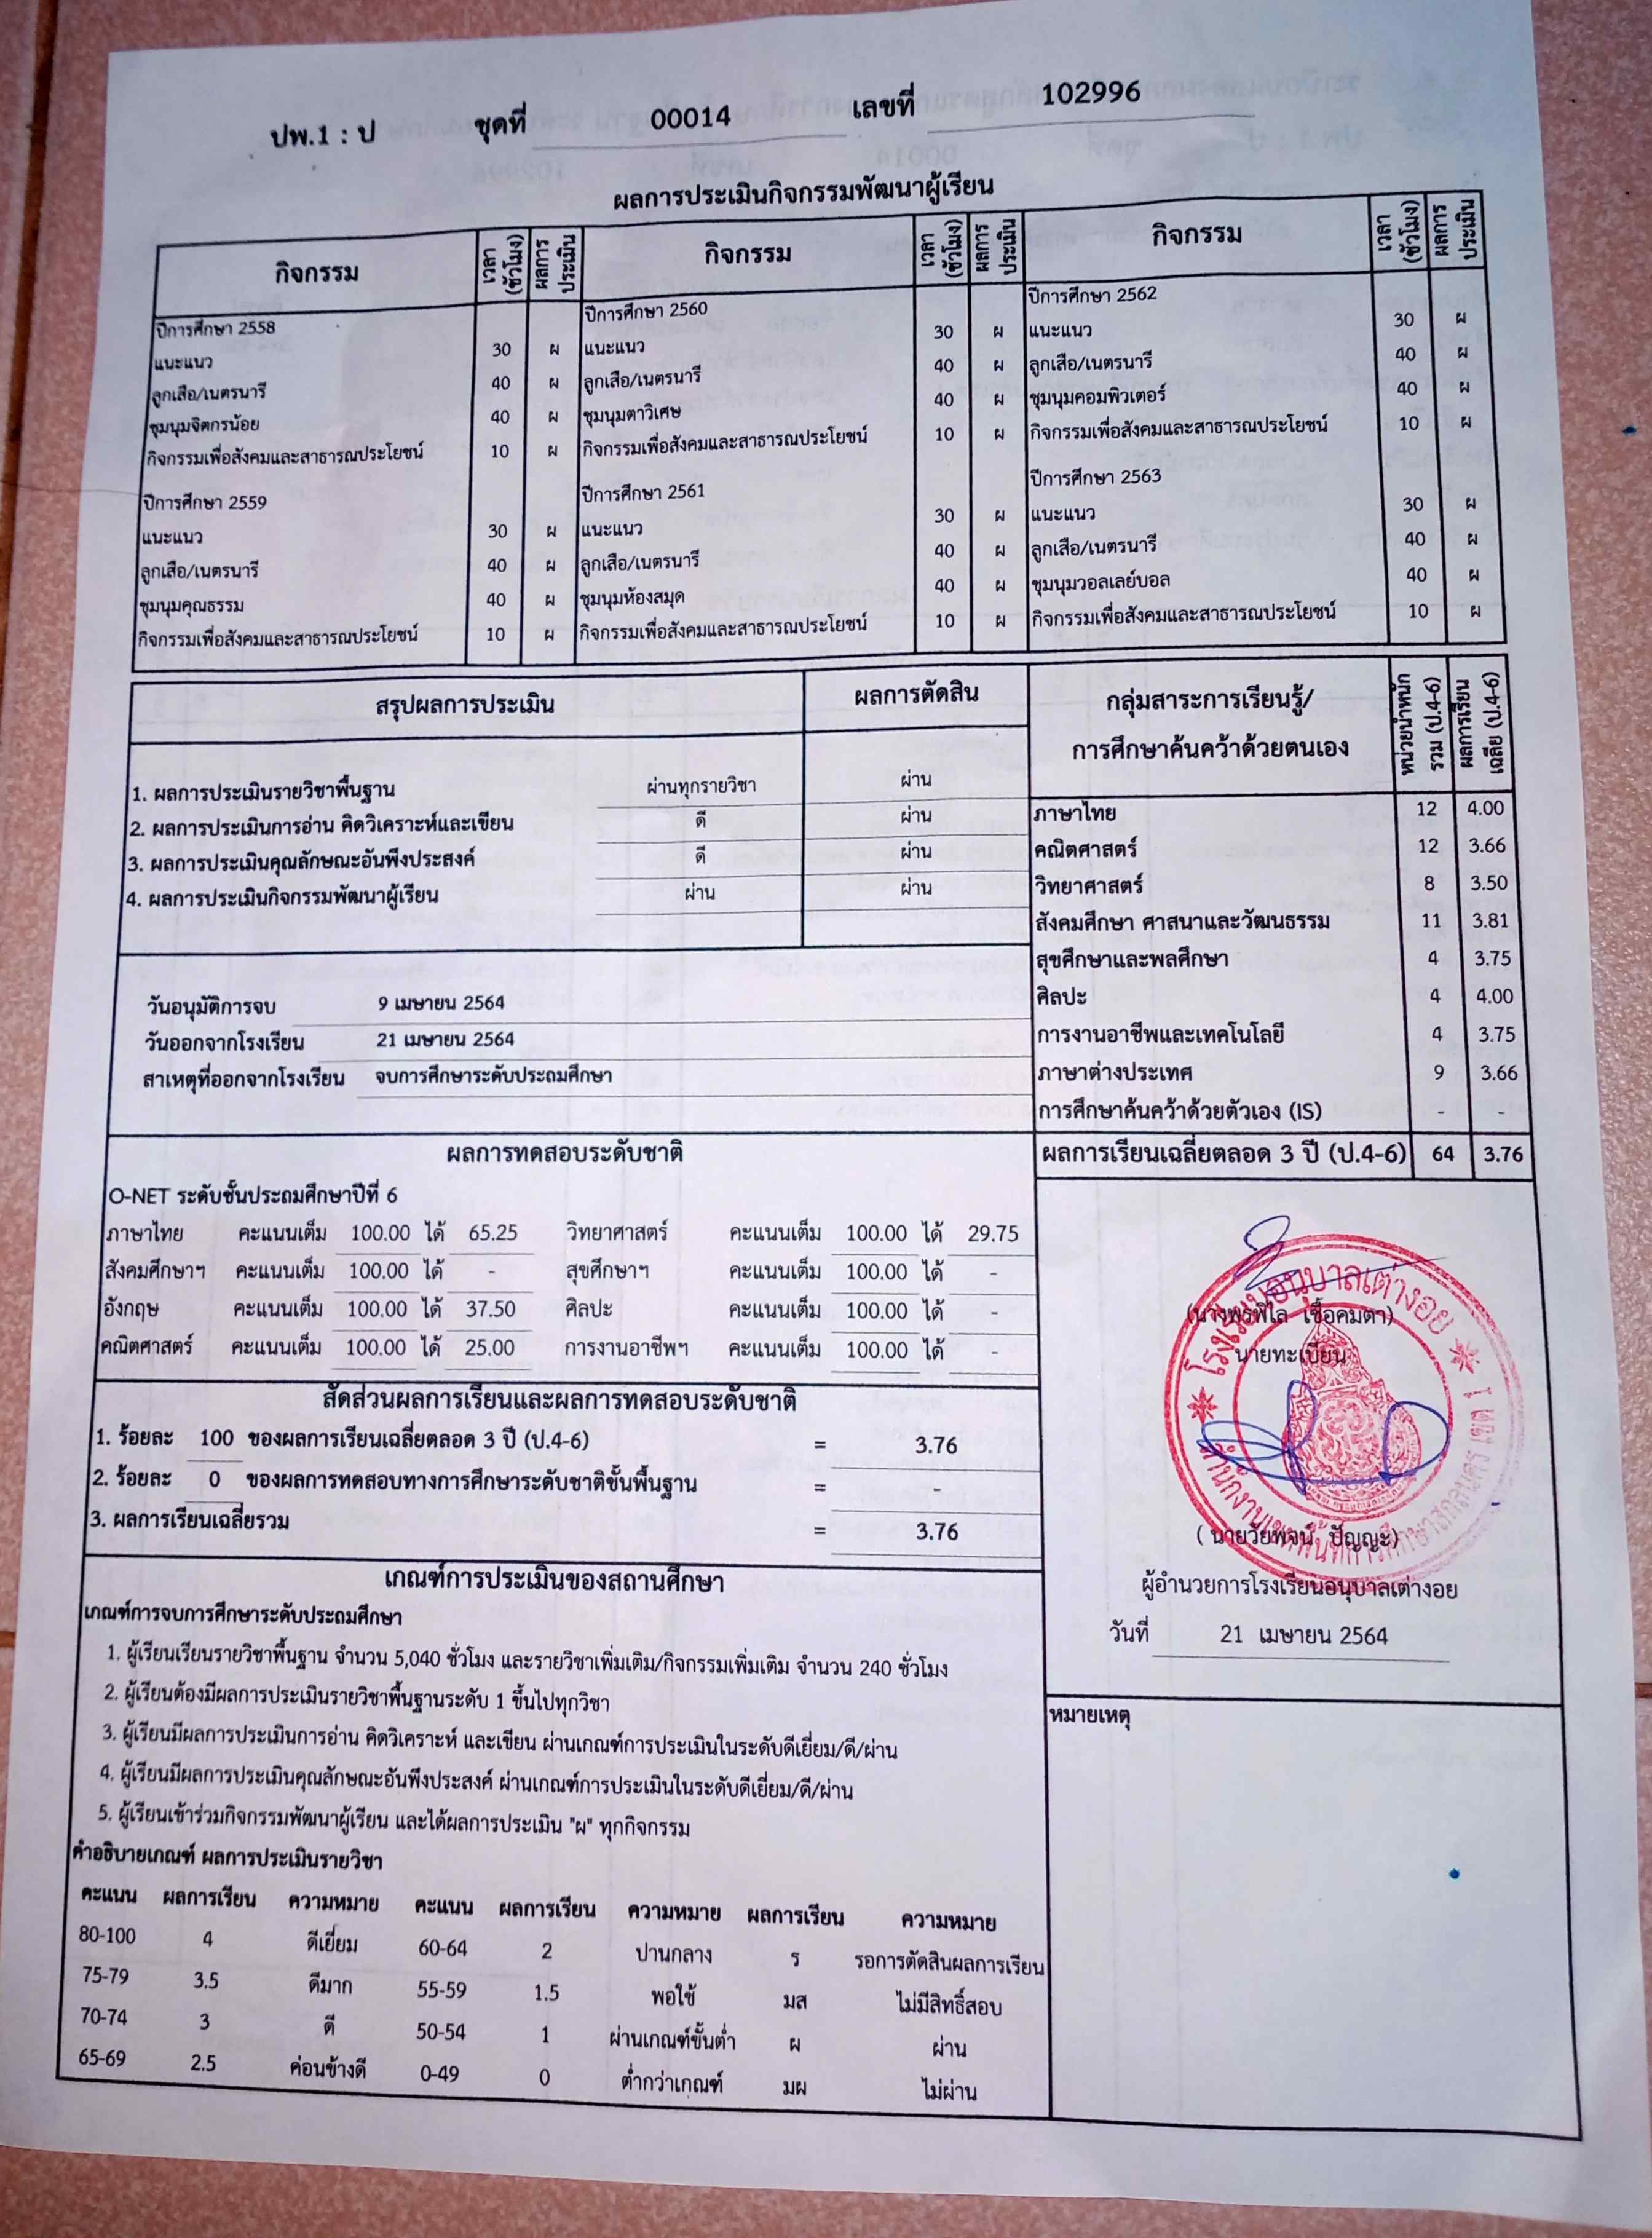 ปพ.1 : ป ชุดที่ 00014 เลขที่ 102996
ผลการประเมินกิจกรรมพัฒนาผู้เรียน
กิจกรรม เวลา (ชั่วโมง) ผลการประเมิน กิจกรรม เวลา (ชั่วโมง) ผลการประเมิน กิจกรรม เวลา (ชั่วโมง) ผลการประเมิน
ปีการศึกษา 2558 ปีการศึกษา 2560 ปีการศึกษา 2562
แนะแนว 30 ผ แนะแนว 30 ผ แนะแนว 30 ผ
ลูกเสือ/เนตรนารี 40 ผ ลูกเสือ/เนตรนารี 40 ผ ลูกเสือ/เนตรนารี 40 ผ
ชุมนุมจิตกรน้อย 40 ผ ชุมนุมตาวิเศษ 40 ผ ชุมนุมคอมพิวเตอร์ 40 ผ
กิจกรรมเพื่อสังคมและสาธารณประโยชน์ 10 ผ กิจกรรมเพื่อสังคมและสาธารณประโยชน์ 10 ผ กิจกรรมเพื่อสังคมและสาธารณประโยชน์ 10 ผ
ปีการศึกษา 2559 ปีการศึกษา 2561 ปีการศึกษา 2563
แนะแนว 30 ผ แนะแนว 30 ผ แนะแนว 30 ผ
ลูกเสือ/เนตรนารี 40 ผ ลูกเสือ/เนตรนารี 40 ผ ลูกเสือ/เนตรนารี 40 ผ
ชุมนุมคุณธรรม 40 ผ ชุมนุมห้องสมุด 40 ผ ชุมนุมวอลเลย์บอล 40 ผ
กิจกรรมเพื่อสังคมและสาธารณประโยชน์ 10 ผ กิจกรรมเพื่อสังคมและสาธารณประโยชน์ 10 ผ กิจกรรมเพื่อสังคมและสาธารณประโยชน์ 10 ผ
สรุปผลการประเมิน ผลการตัดสิน
1. ผลการประเมินรายวิชาพื้นฐาน ผ่านทุกรายวิชา ผ่าน
2. ผลการประเมินการอ่าน คิดวิเคราะห์และเขียน ดี ผ่าน
3. ผลการประเมินคุณลักษณะอันพึงประสงค์ ดี ผ่าน
4. ผลการประเมินกิจกรรมพัฒนาผู้เรียน ผ่าน ผ่าน
วันอนุมัติการจบ 9 เมษายน 2564
วันออกจากโรงเรียน 21 เมษายน 2564
สาเหตุที่ออกจากโรงเรียน จบการศึกษาระดับประถมศึกษา
กลุ่มสาระการเรียนรู้/
การศึกษาค้นคว้าด้วยตนเอง หน่วยน้ำหนักรวม (ป.4-6) ผลการเรียนเฉลี่ย (ป.4-6)
ภาษาไทย 12 4.00
คณิตศาสตร์ 12 3.66
วิทยาศาสตร์ 8 3.50
สังคมศึกษา ศาสนาและวัฒนธรรม 11 3.81
สุขศึกษาและพลศึกษา 4 3.75
ศิลปะ 4 4.00
การงานอาชีพและเทคโนโลยี 4 3.75
ภาษาต่างประเทศ 9 3.66
การศึกษาค้นคว้าด้วยตัวเอง (IS) - -
ผลการเรียนเฉลี่ยตลอด 3 ปี (ป.4-6) 64 3.76
ผลการทดสอบระดับชาติ
O-NET ระดับชั้นประถมศึกษาปีที่ 6
ภาษาไทย คะแนนเต็ม 100.00 ได้ 65.25 วิทยาศาสตร์ คะแนนเต็ม 100.00 ได้ 29.75
สังคมศึกษาฯ คะแนนเต็ม 100.00 ได้ - สุขศึกษาฯ คะแนนเต็ม 100.00 ได้ -
อังกฤษ คะแนนเต็ม 100.00 ได้ 37.50 ศิลปะ คะแนนเต็ม 100.00 ได้ -
คณิตศาสตร์ คะแนนเต็ม 100.00 ได้ 25.00 การงานอาชีพฯ คะแนนเต็ม 100.00 ได้ -
สัดส่วนผลการเรียนและผลการทดสอบระดับชาติ
1. ร้อยละ 100 ของผลการเรียนเฉลี่ยตลอด 3 ปี (ป.4-6) = 3.76
2. ร้อยละ 0 ของผลการทดสอบทางการศึกษาระดับชาติขั้นพื้นฐาน = -
3. ผลการเรียนเฉลี่ยรวม = 3.76
เกณฑ์การประเมินของสถานศึกษา
เกณฑ์การจบการศึกษาระดับประถมศึกษา
1. ผู้เรียนเรียนรายวิชาพื้นฐาน จำนวน 5,040 ชั่วโมง และรายวิชาเพิ่มเติม/กิจกรรมเพิ่มเติม จำนวน 240 ชั่วโมง
2. ผู้เรียนต้องมีผลการประเมินรายวิชาพื้นฐานระดับ 1 ขึ้นไปทุกวิชา
3. ผู้เรียนมีผลการประเมินการอ่าน คิดวิเคราะห์ และเขียน ผ่านเกณฑ์การประเมินในระดับดีเยี่ยม/ดี/ผ่าน
4. ผู้เรียนมีผลการประเมินคุณลักษณะอันพึงประสงค์ ผ่านเกณฑ์การประเมินในระดับดีเยี่ยม/ดี/ผ่าน
5. ผู้เรียนเข้าร่วมกิจกรรมพัฒนาผู้เรียน และได้ผลการประเมิน "ผ" ทุกกิจกรรม
คำอธิบายเกณฑ์ ผลการประเมินรายวิชา
คะแนน ผลการเรียน ความหมาย คะแนน ผลการเรียน ความหมาย ผลการเรียน ความหมาย
80-100 4 ดีเยี่ยม 60-64 2 ปานกลาง ร รอการตัดสินผลการเรียน
75-79 3.5 ดีมาก 55-59 1.5 พอใช้ มส ไม่มีสิทธิ์สอบ
70-74 3 ดี 50-54 1 ผ่านเกณฑ์ขั้นต่ำ ผ ผ่าน
65-69 2.5 ค่อนข้างดี 0-49 0 ต่ำกว่าเกณฑ์ มผ ไม่ผ่าน
โรงเรียนอนุบาลเต่างอย
สำนักงานเขตพื้นที่การศึกษาสกลนคร เขต 1
(นางพรพิไล เชื้อคมตา)
นายทะเบียน
( นายวัยพจน์ ปัญญะ)
ผู้อำนวยการโรงเรียนอนุบาลเต่างอย
วันที่ 21 เมษายน 2564
หมายเหตุ